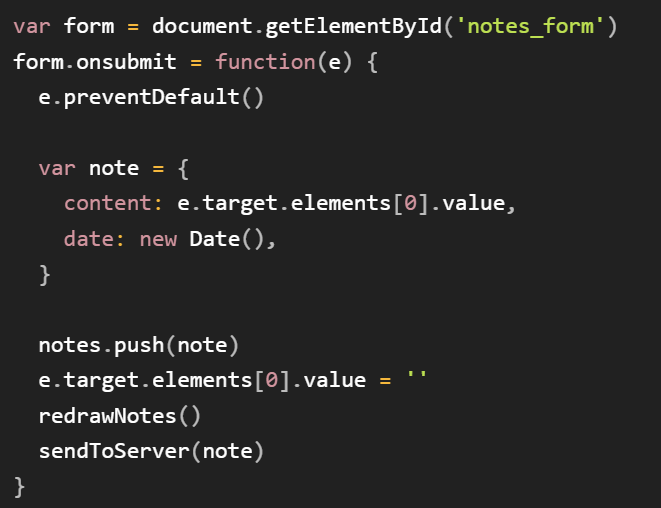 var form = document.getElementById('notes_form')
form.onsubmit = function(e) {
  e.preventDefault()

  var note = {
    content: e.target.elements[0].value,
    date: new Date(),
  }

  notes.push(note)
  e.target.elements[0].value = ''
  redrawNotes()
  sendToServer(note)
}